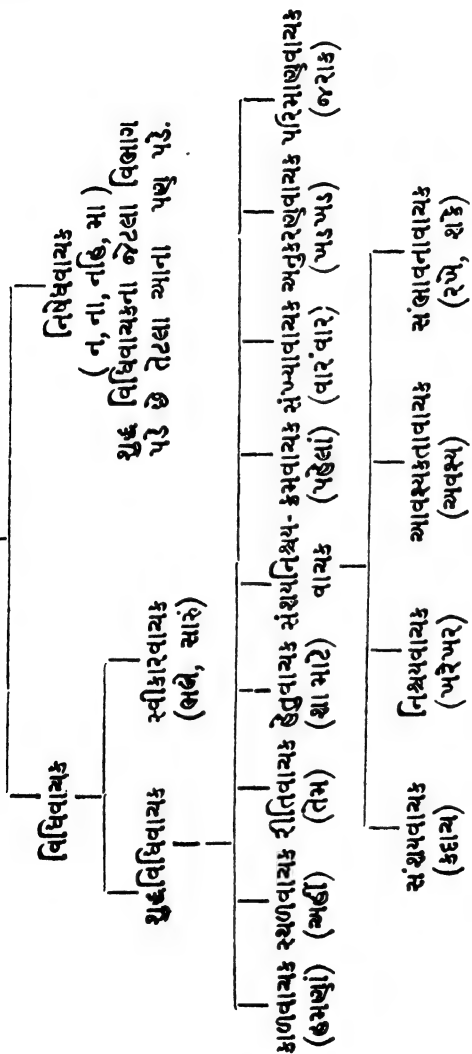 વિધિવાચક
નિષેધવાચક
( ન, ના, નહિ, મા )
શુદ્ધ વિધિવાચકના જેટલા વિભાગ
પડે છે તેટલા આના પણ પડે.
શુદ્ધવિધિવાચક
સ્વીકારવાચક
(ભલે, સારું)
કાળવાચક સ્થળવાચક રીતિવાચક હેતુવાચક સંશયનિશ્ચય- ક્રમવાચક સંખ્યાવાચક અનુકરણવાચક પરિમાણવાચક
(હમણાં) (અહીં) (તેમ) (શા માટે) વાચક (પહેલાં) (વારંવાર) (ખડખડ) (જરાક)
સંશયવાચક નિશ્ચયવાચક આવશ્યકતાવાચક સંભાવનાવાચક
(કદાચ) (ખરેખર) (અવશ્ય) (રખે, શકે)